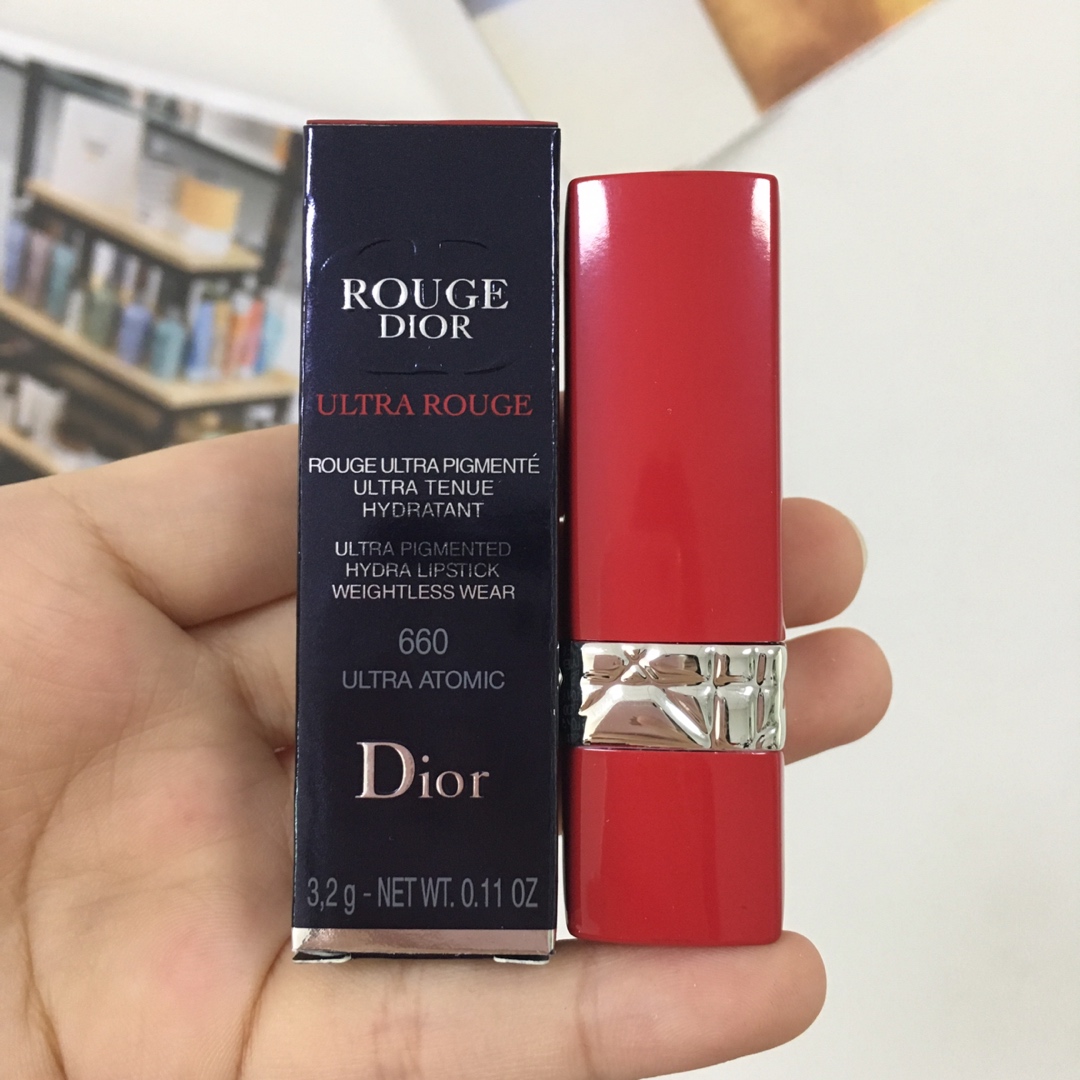 ROUGE
DIOR
ULTRA ROUGE
ROUGE ULTRA PIGMENTÉ
ULTRA TENUE
HYDRATANT
ULTRA PIGMENTED
HYDRA LIPSTICK
WEIGHTLESS WEAR
660
ULTRA ATOMIC
Dior
3,2 g - NET WT. 0.11 OZ